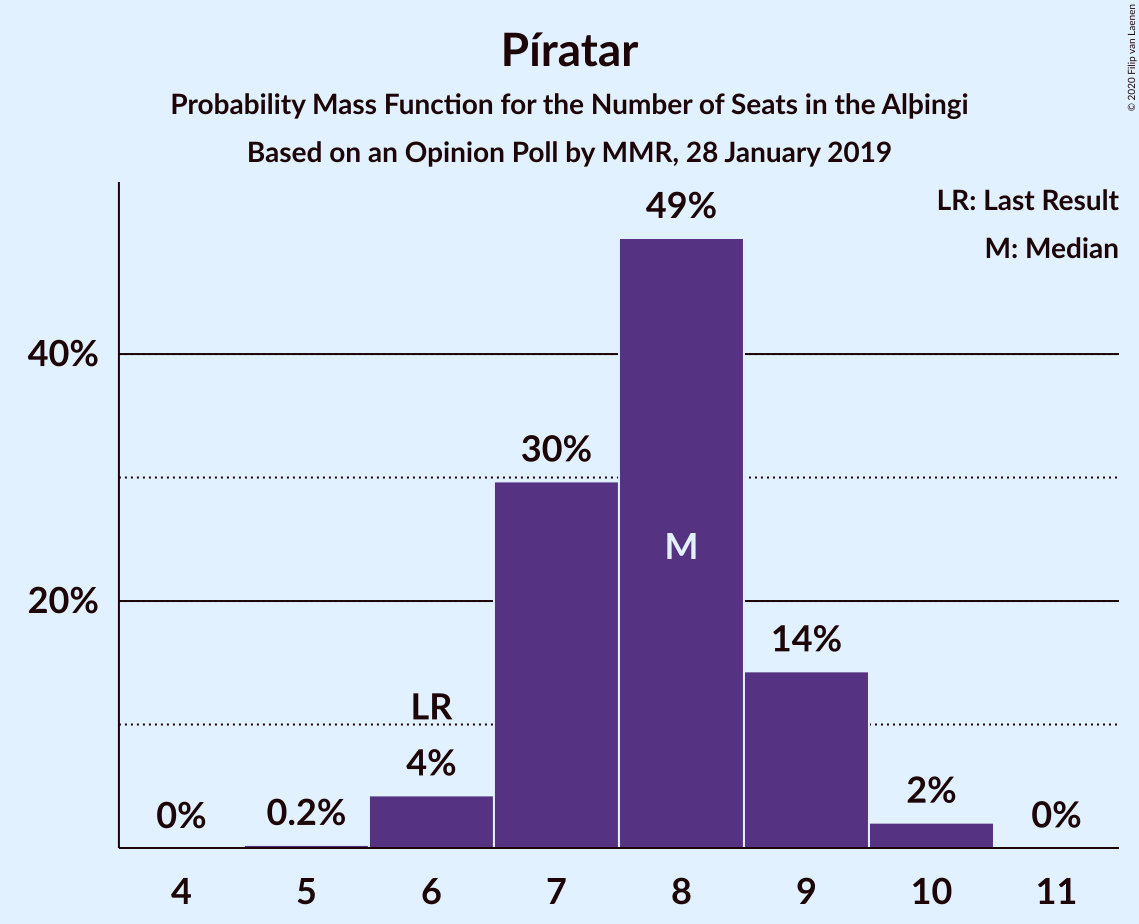 Píratar
Probability Mass Function for the Number of Seats in the Alþingi
Based on an Opinion Poll by MMR, 28 January 2019
© 2020 Filip van Laenen
LR: Last Result
M: Median
49%
40%
30%
M
20%
14%
LR
4%
2%
0%
0.2%
0%
4 5 6 7 8 9 10 11